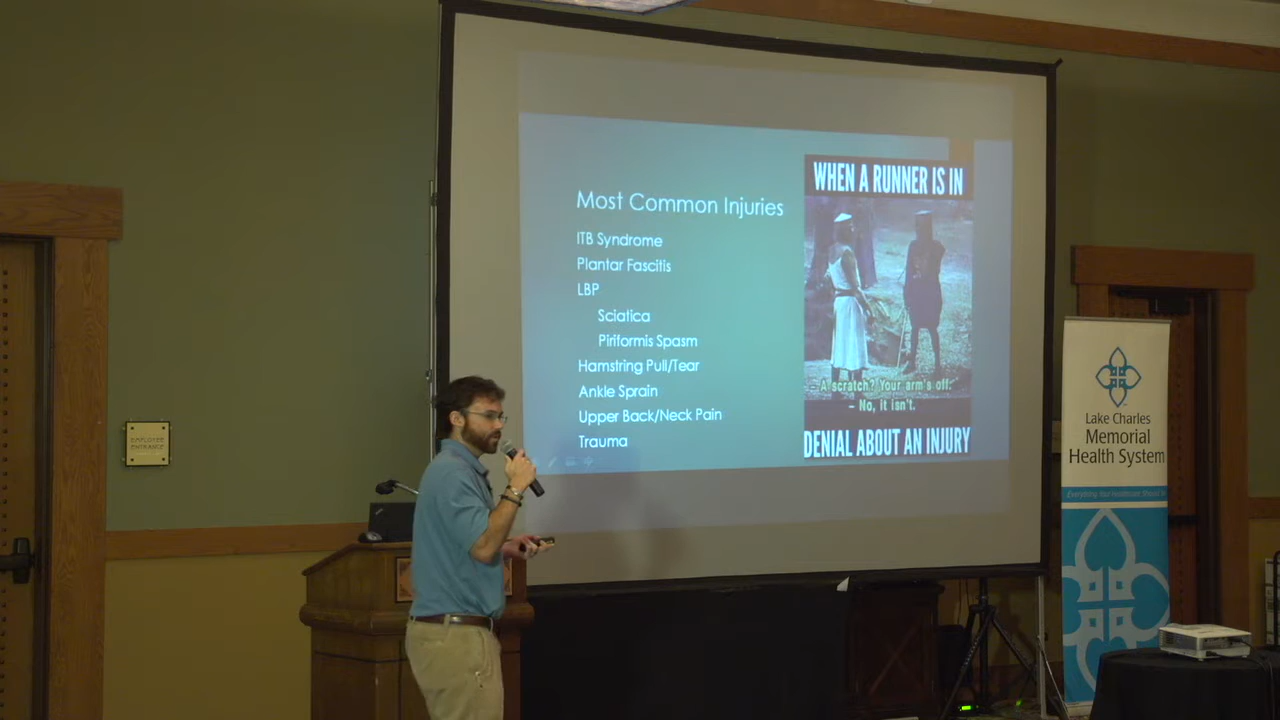 Most Common Injuries
ITB Syndrome
Plantar Fascitis
LBP
Sciatica
Piriformis Spasm
Hamstring Pull/Tear
Ankle Sprain
Upper Back/Neck Pain
Trauma
WHEN A RUNNER IS IN
– A scratch? Your arm's off.
– No, it isn't.
DENIAL ABOUT AN INJURY
EMPLOYEE
ENTRANCE
Lake Charles
Memorial
Health System